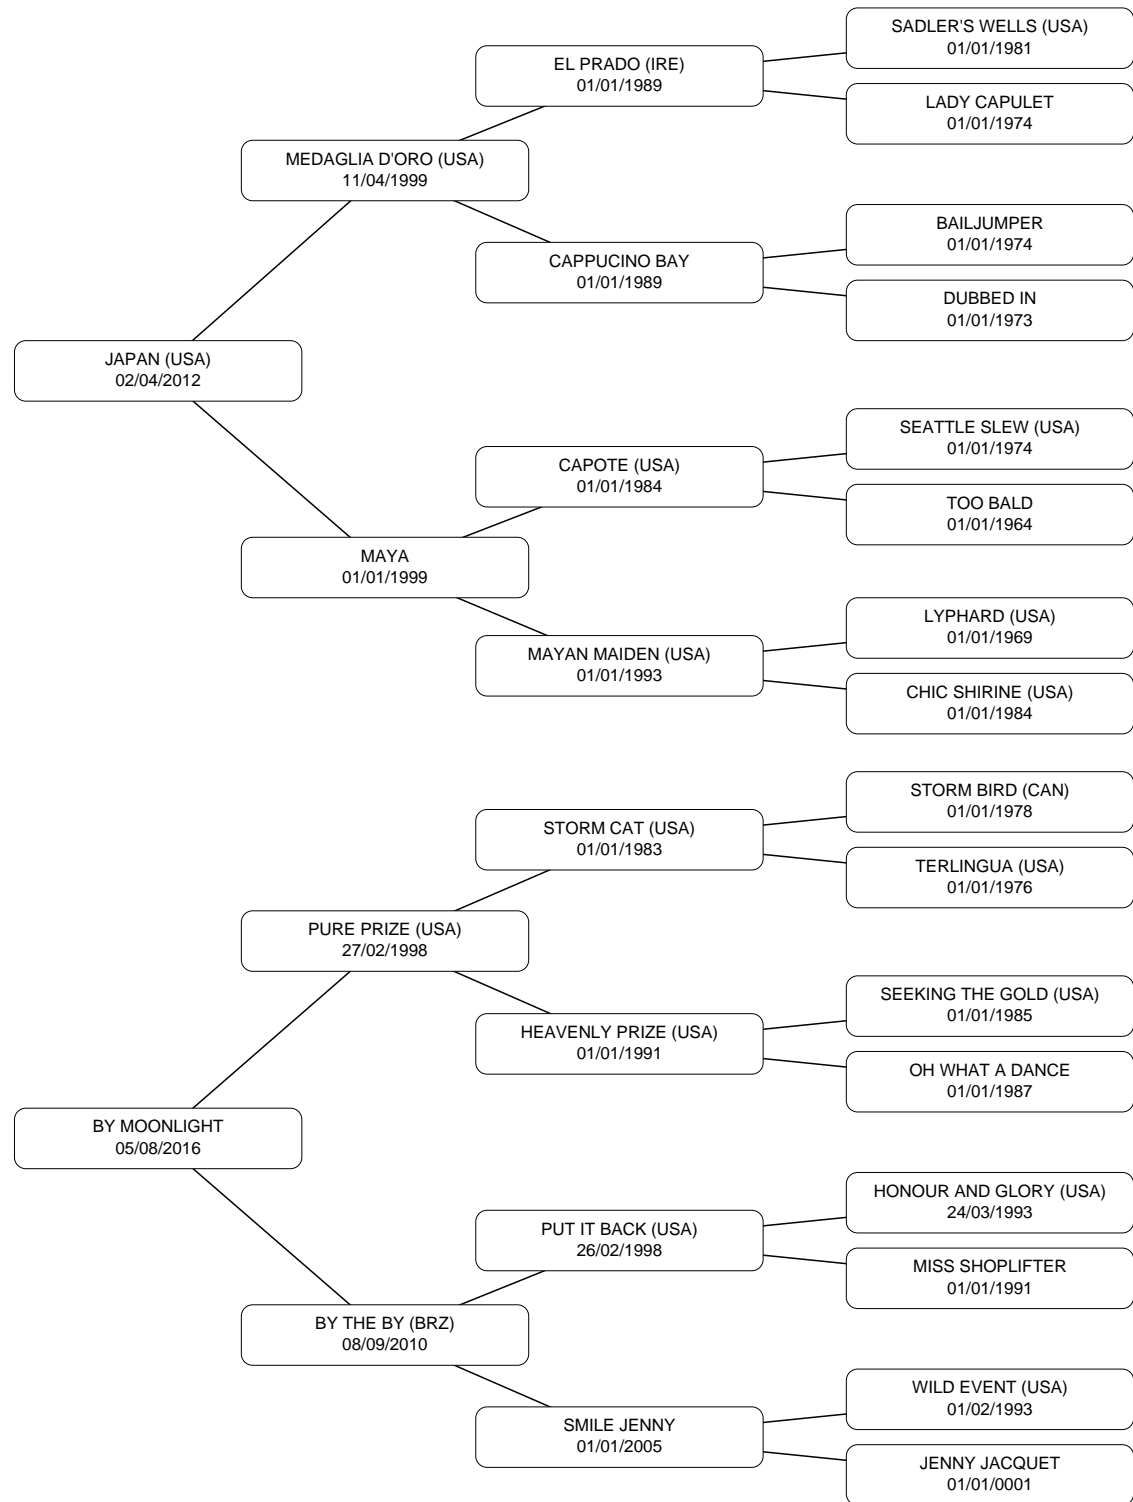 SADLER'S WELLS (USA)
01/01/1981
EL PRADO (IRE)
01/01/1989
LADY CAPULET
01/01/1974
MEDAGLIA D'ORO (USA)
11/04/1999
BAILJUMPER
01/01/1974
CAPPUCINO BAY
01/01/1989
DUBBED IN
01/01/1973
JAPAN (USA)
02/04/2012
SEATTLE SLEW (USA)
01/01/1974
CAPOTE (USA)
01/01/1984
TOO BALD
01/01/1964
MAYA
01/01/1999
LYPHARD (USA)
01/01/1969
MAYAN MAIDEN (USA)
01/01/1993
CHIC SHIRINE (USA)
01/01/1984
STORM BIRD (CAN)
01/01/1978
STORM CAT (USA)
01/01/1983
TERLINGUA (USA)
01/01/1976
PURE PRIZE (USA)
27/02/1998
SEEKING THE GOLD (USA)
01/01/1985
HEAVENLY PRIZE (USA)
01/01/1991
OH WHAT A DANCE
01/01/1987
BY MOONLIGHT
05/08/2016
HONOUR AND GLORY (USA)
24/03/1993
PUT IT BACK (USA)
26/02/1998
MISS SHOPLIFTER
01/01/1991
BY THE BY (BRZ)
08/09/2010
WILD EVENT (USA)
01/02/1993
SMILE JENNY
01/01/2005
JENNY JACQUET
01/01/0001